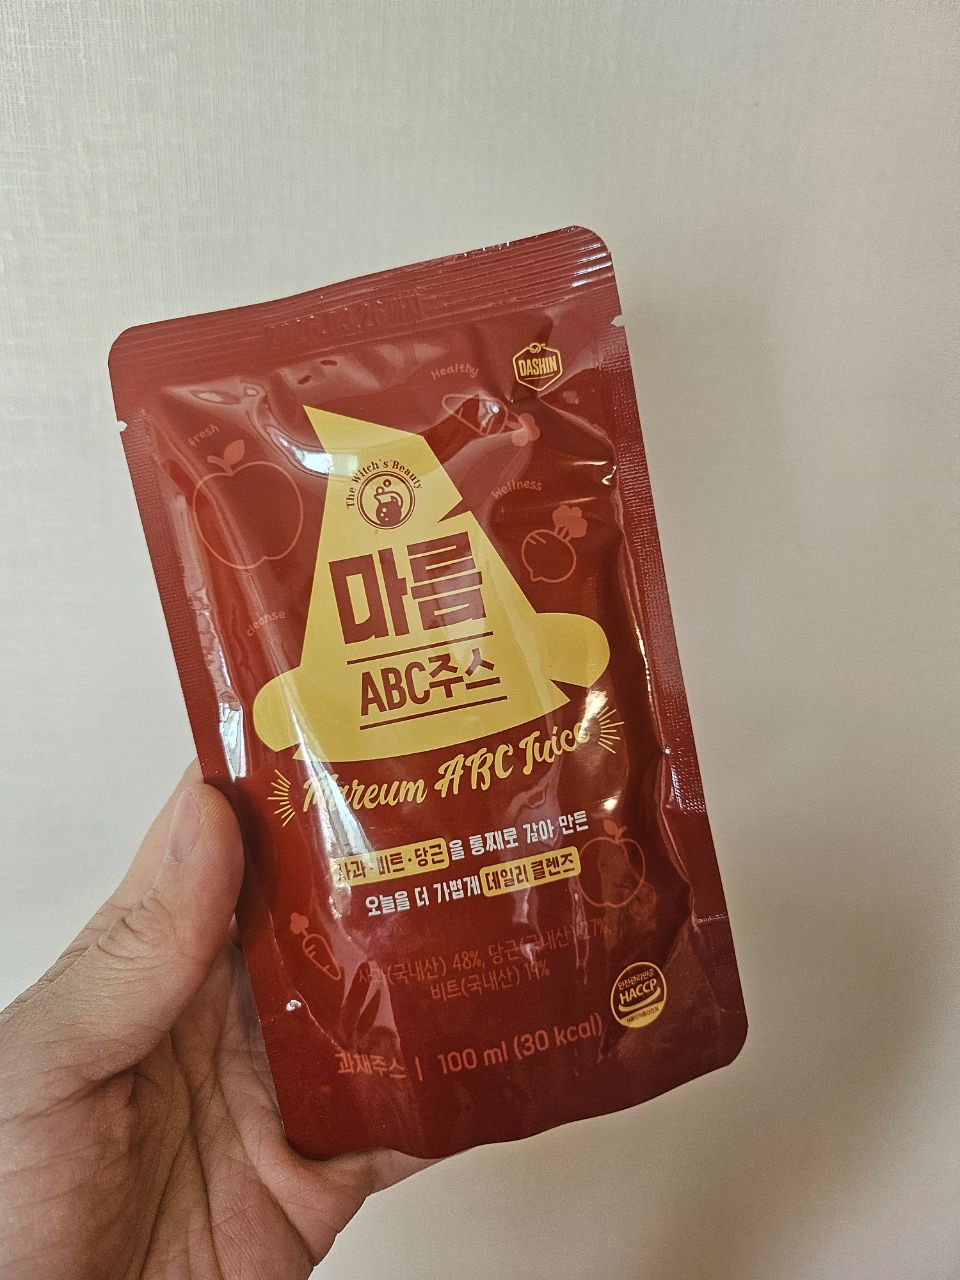 DASHIN
Healthy
fresh
The Witch's Beauty
Wellness
마름
cleanse
ABC주스
Mareum ABC Juice
사과·비트·당근을 통째로 갈아 만든
오늘을 더 가볍게 데일리 클렌즈
사과(국내산) 48%, 당근(국내산)
비트(국내산)
HACCP
과채주스 | 100 ml (30 kcal)